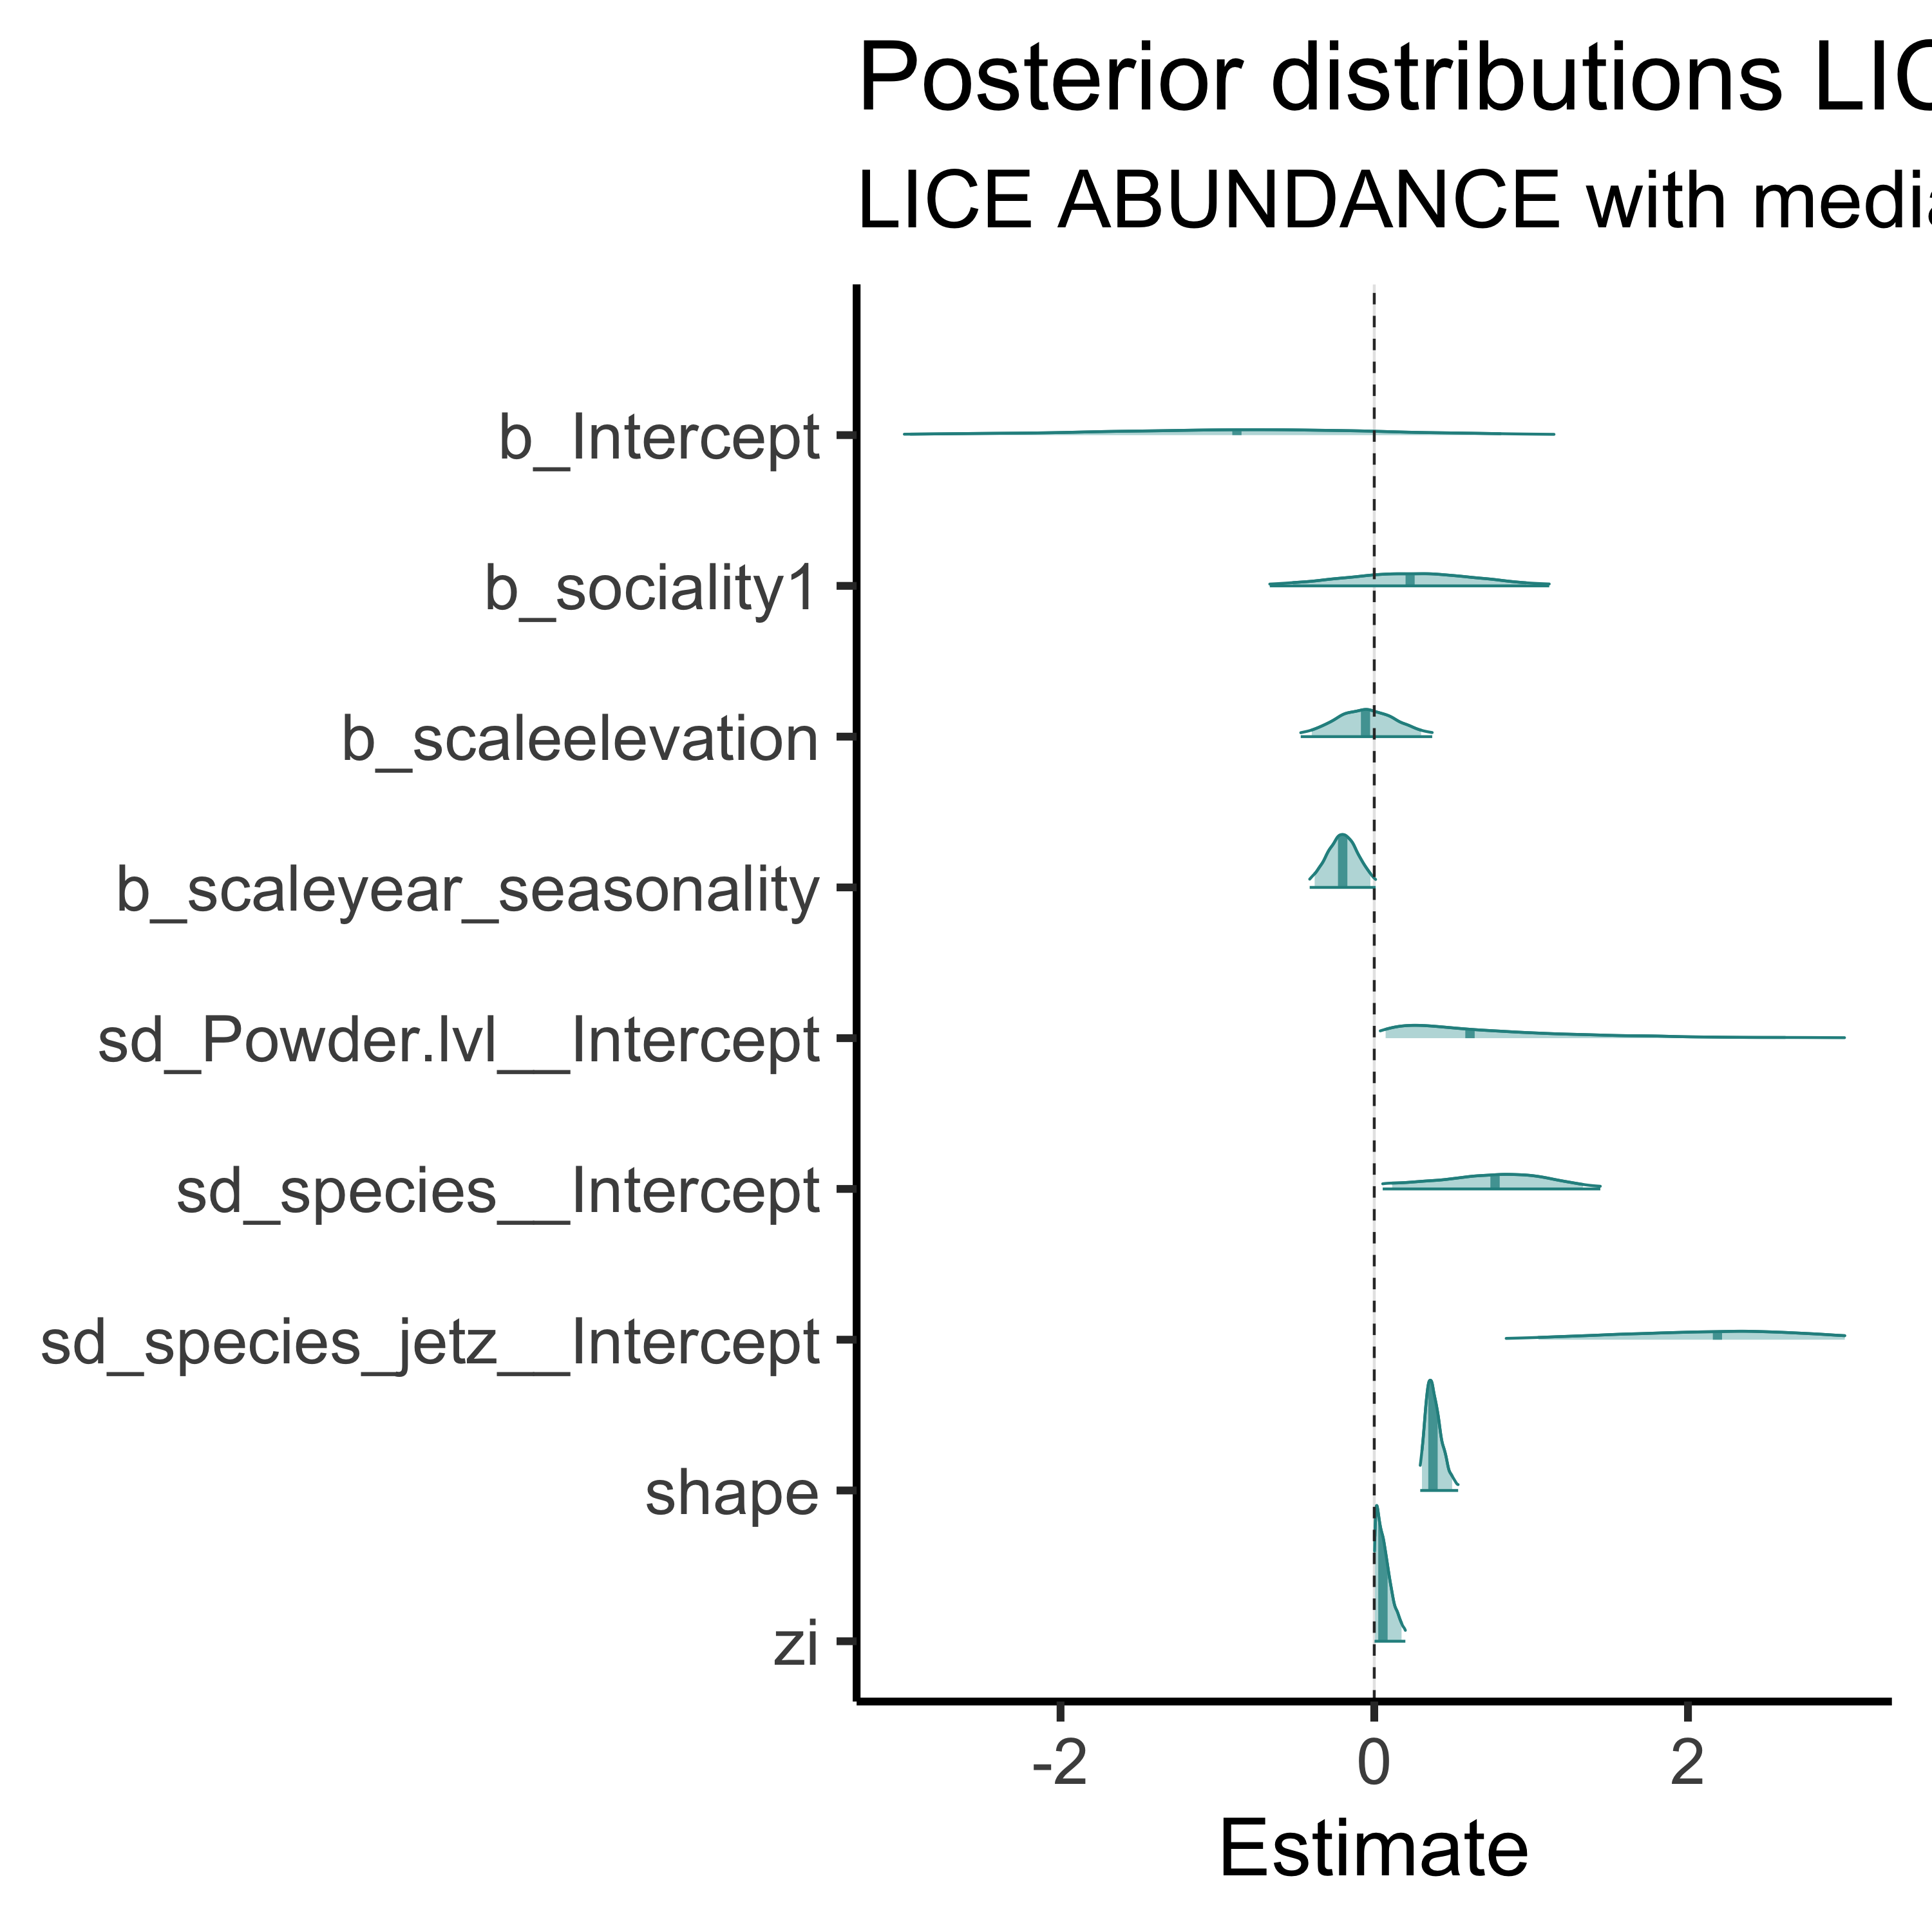 Posterior distributions LIC
LICE ABUNDANCE with media
b_Intercept
b_sociality1
b_scaleelevation
b_scaleyear_seasonality
sd_Powder.lvl__Intercept
sd_species__Intercept
sd_species_jetz__Intercept
shape
zi
-2 0 2
Estimate